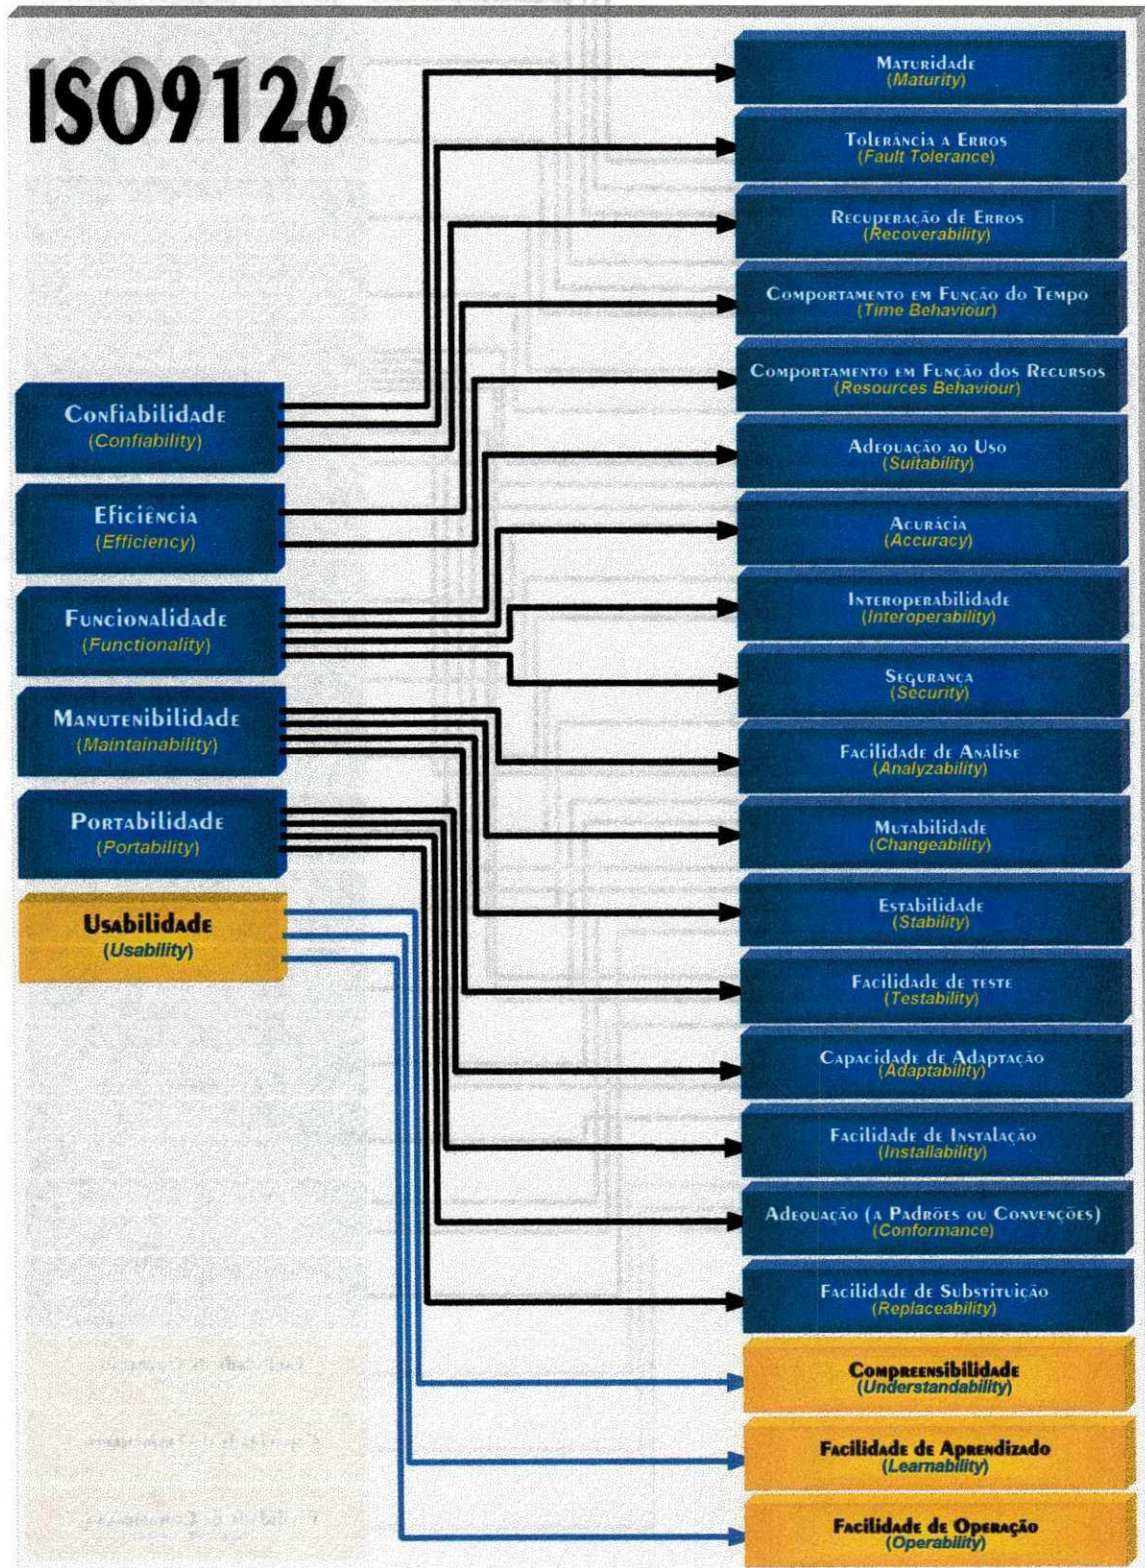 ISO9126
Confiabilidade
(Confiability)
Eficiência
(Efficiency)
Funcionalidade
(Functionality)
Manutenibilidade
(Maintainability)
Portabilidade
(Portability)
Usabilidade
(Usability)
Maturidade
(Maturity)
Tolerância a Erros
(Fault Tolerance)
Recuperação de Erros
(Recoverability)
Comportamento em Função do Tempo
(Time Behaviour)
Comportamento em Função dos Recursos
(Resources Behaviour)
Adequação ao Uso
(Suitability)
Acurácia
(Accuracy)
Interoperabilidade
(Interoperability)
Segurança
(Security)
Facilidade de Análise
(Analyzability)
Mutabilidade
(Changeability)
Estabilidade
(Stability)
Facilidade de teste
(Testability)
Capacidade de Adaptação
(Adaptability)
Facilidade de Instalação
(Installability)
Adequação (a Padrões ou Convenções)
(Conformance)
Facilidade de Substituição
(Replaceability)
Compreensibilidade
(Understandability)
Facilidade de Aprendizado
(Learnability)
Facilidade de Operação
(Operability)